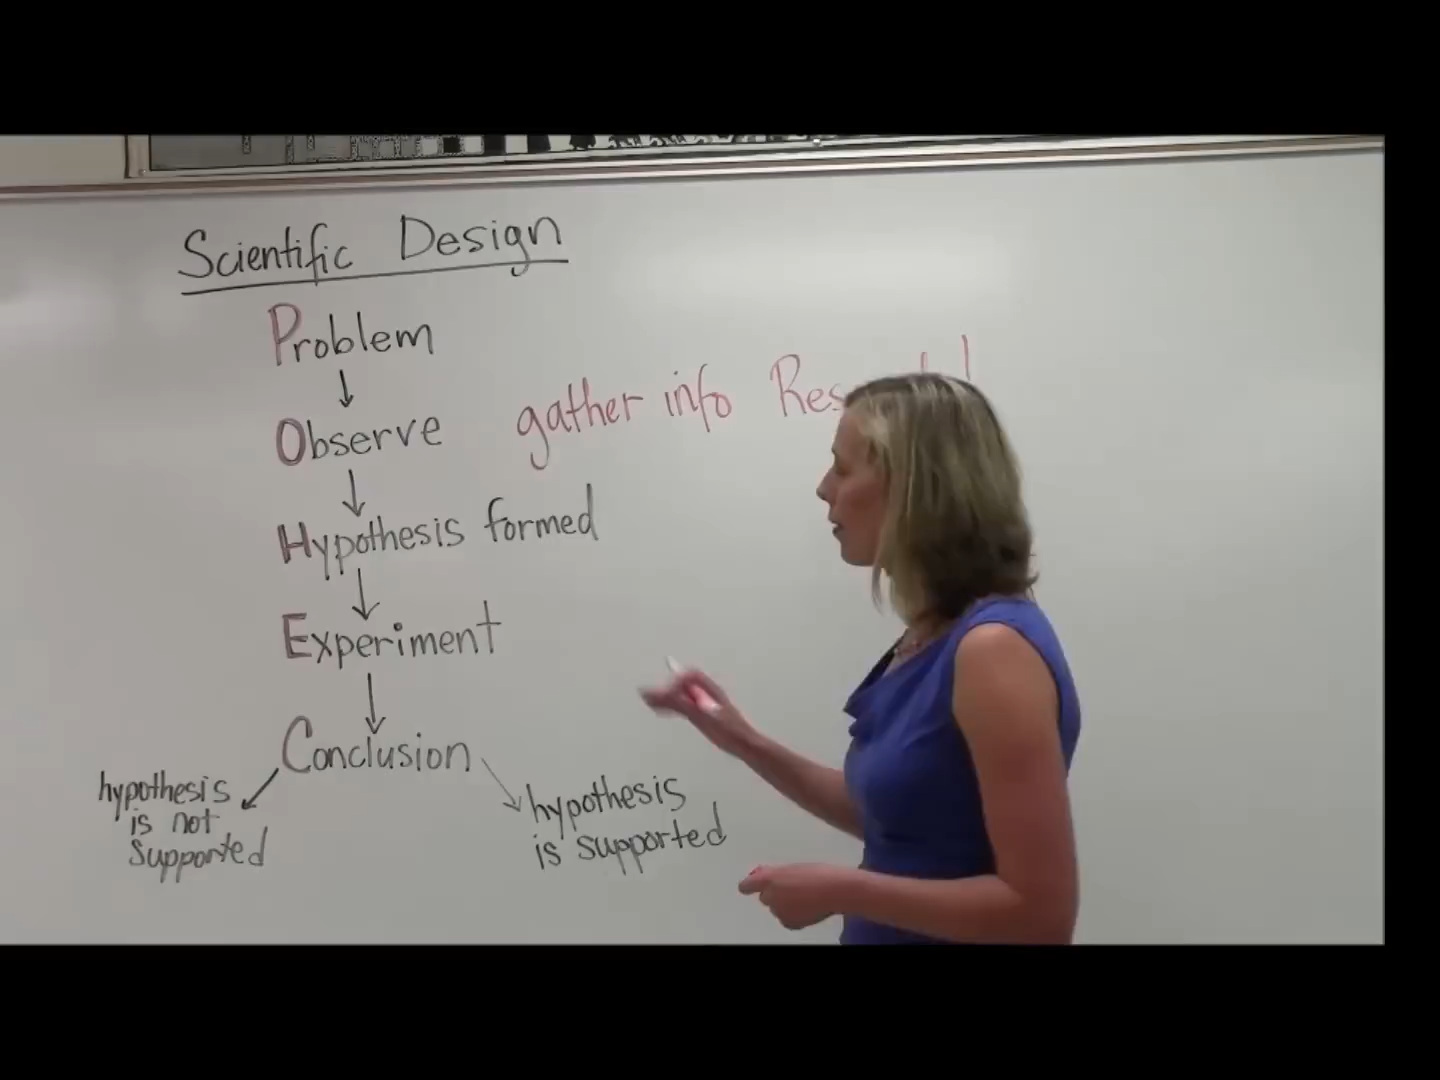 Scientific Design
Problem
Observe gather info
Hypothesis formed
Experiment
Conclusion
hypothesis
is not
supported
hypothesis
is supported